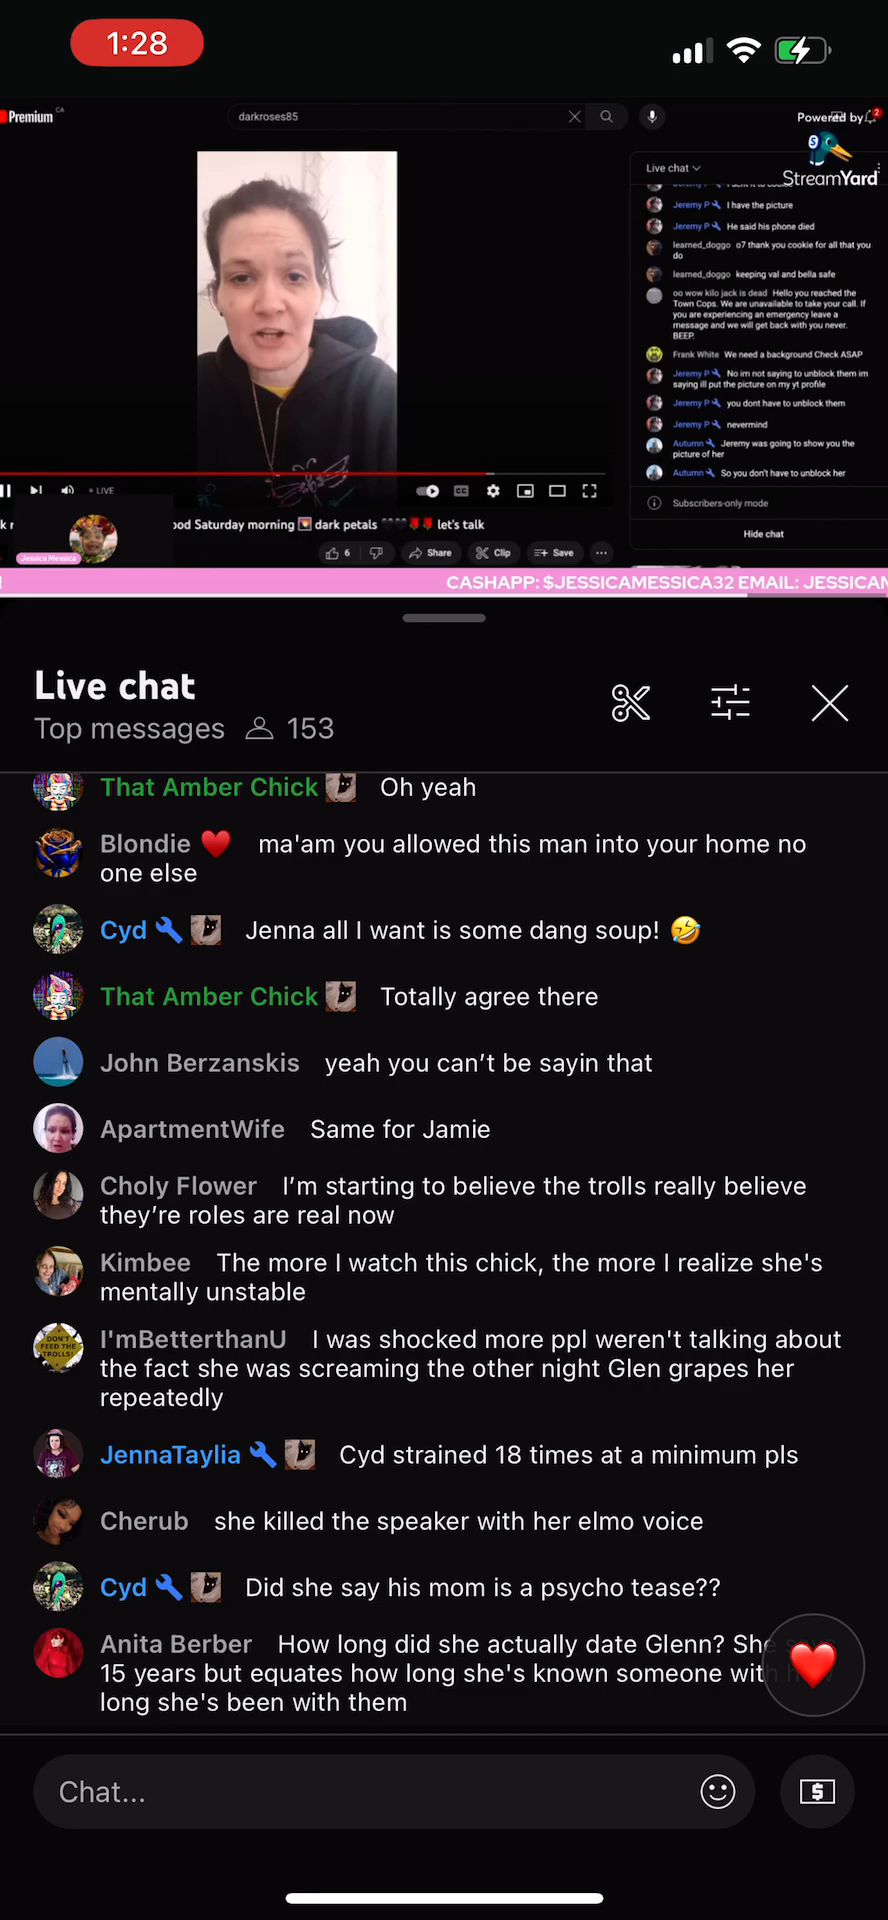 1:28
Premium CA
darkroses85
Powered by
2
StreamYard
Live chat
Jeremy P I have the picture
Jeremy P He said his phone died
learned_doggo o7 thank you cookie for all that you
do
learned_doggo keeping val and bella safe
oo wow kilo jack is dead Hello you reached the
Town Cops. We are unavailable to take your call. If
you are experiencing an emergency leave a
message and we will get back with you never.
BEEP.
Frank White We need a background Check ASAP
Jeremy P No im not saying to unblock them im
saying ill put the picture on my yt profile
Jeremy P you dont have to unblock them
Jeremy P nevermind
Autumn Jeremy was going to show you the
picture of her
Autumn So you don't have to unblock her
Subscribers-only mode
Hide chat
LIVE
CC
ood Saturday morning dark petals let's talk
Jessica Messica
6
Share
Clip
Save
CASHAPP: $JESSICAMESSICA32 EMAIL: JESSICAM
Live chat
Top messages 153
That Amber Chick Oh yeah
Blondie ❤️ ma'am you allowed this man into your home no
one else
Cyd Jenna all I want is some dang soup! 🤣
That Amber Chick Totally agree there
John Berzanskis yeah you can't be sayin that
ApartmentWife Same for Jamie
Choly Flower I'm starting to believe the trolls really believe
they're roles are real now
Kimbee The more I watch this chick, the more I realize she's
mentally unstable
DON'T FEED THE TROLLS!
I'mBetterthanU I was shocked more ppl weren't talking about
the fact she was screaming the other night Glen grapes her
repeatedly
JennaTaylia Cyd strained 18 times at a minimum pls
Cherub she killed the speaker with her elmo voice
Cyd Did she say his mom is a psycho tease??
Anita Berber How long did she actually date Glenn? She says
15 years but equates how long she's known someone with how
long she's been with them
Chat...